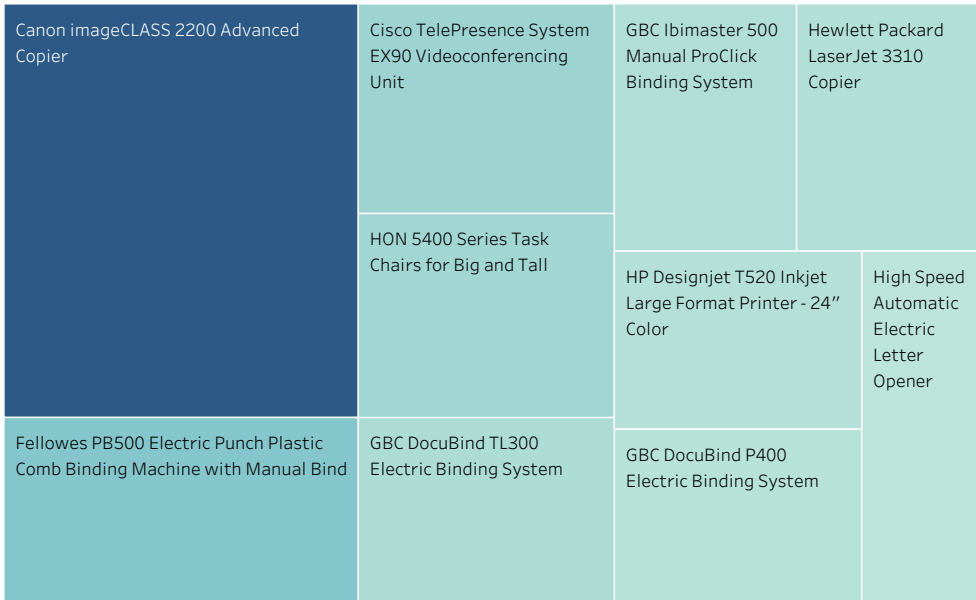 Canon imageCLASS 2200 Advanced
Copier
Fellowes PB500 Electric Punch Plastic
Comb Binding Machine with Manual Bind
Cisco TelePresence System
EX90 Videoconferencing
Unit
HON 5400 Series Task
Chairs for Big and Tall
GBC DocuBind TL300
Electric Binding System
GBC Ibimaster 500
Manual ProClick
Binding System
Hewlett Packard
LaserJet 3310
Copier
HP Designjet T520 Inkjet
Large Format Printer - 24″
Color
GBC DocuBind P400
Electric Binding System
High Speed
Automatic
Electric
Letter
Opener